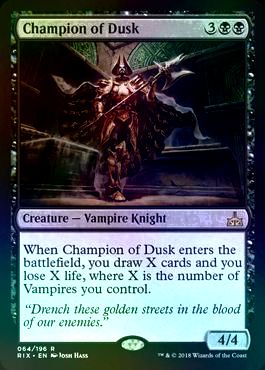 Champion of Dusk 3
Creature — Vampire Knight
When Champion of Dusk enters the
battlefield, you draw X cards and you
lose X life, where X is the number of
Vampires you control.
“Drench these golden streets in the blood
of our enemies.”
4/4
064/196 R
RIX • EN Josh Hass
™ & © 2018 Wizards of the Coast